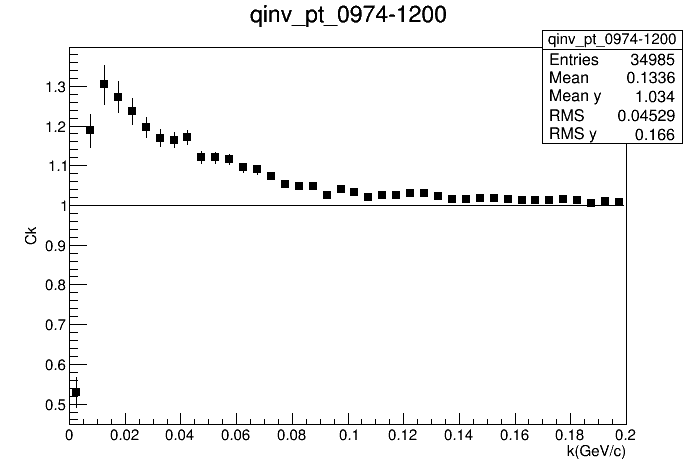 qinv_pt_0974-1200
qinv_pt_0974-1200
Entries 34985
Mean 0.1336
Mean y 1.034
RMS 0.04529
RMS y 0.166
Ck
1.3
1.2
1.1
1
0.9
0.8
0.7
0.6
0.5
0 0.02 0.04 0.06 0.08 0.1 0.12 0.14 0.16 0.18 0.2
k(GeV/c)